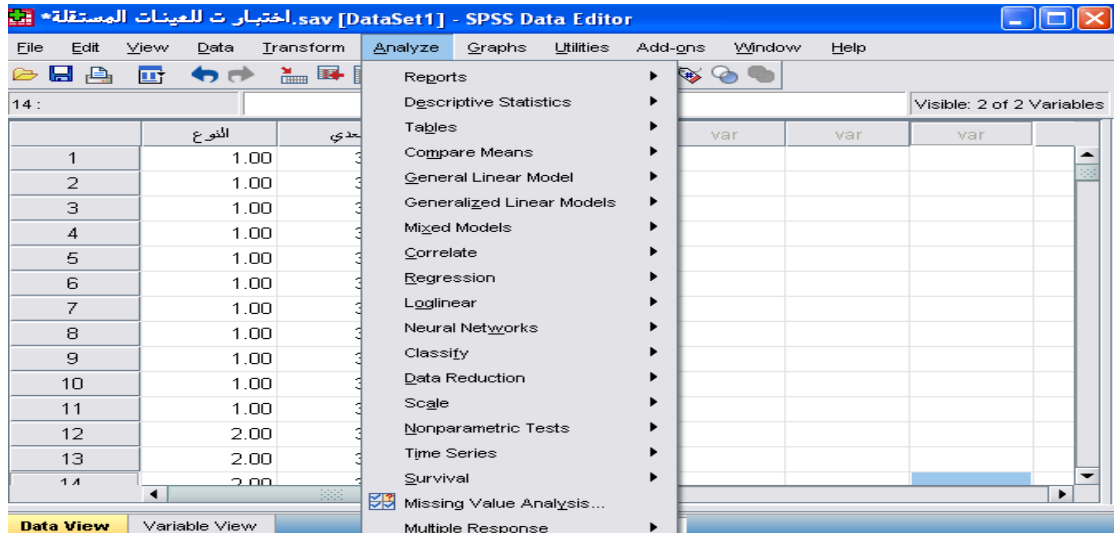 *اختبار ت للعينات المستقلة.sav [DataSet1] - SPSS Data Editor
File Edit View Data Transform Analyze Graphs Utilities Add-ons Window Help
14 : Visible: 2 of 2 Variables
النوع var var var
1 1.00
2 1.00
3 1.00
4 1.00
5 1.00
6 1.00
7 1.00
8 1.00
9 1.00
10 1.00
11 1.00
12 2.00
13 2.00
14 2.00
Reports
Descriptive Statistics
Tables
Compare Means
General Linear Model
Generalized Linear Models
Mixed Models
Correlate
Regression
Loglinear
Neural Networks
Classify
Data Reduction
Scale
Nonparametric Tests
Time Series
Survival
Missing Value Analysis...
Multiple Response
Data View Variable View